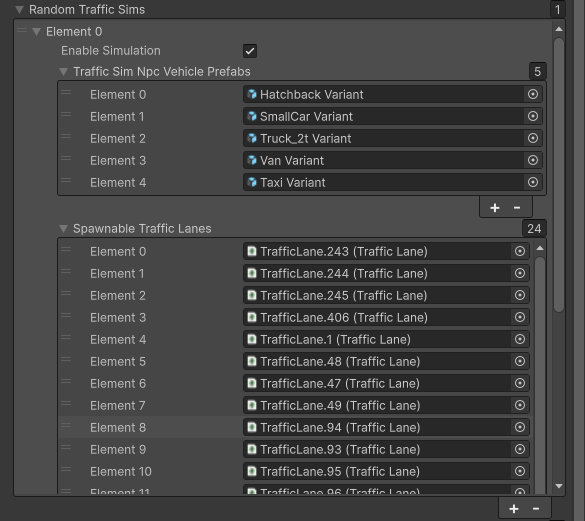 Random Traffic Sims 1
Element 0
Enable Simulation
Traffic Sim Npc Vehicle Prefabs 5
Element 0 Hatchback Variant
Element 1 SmallCar Variant
Element 2 Truck_2t Variant
Element 3 Van Variant
Element 4 Taxi Variant
+ -
Spawnable Traffic Lanes 24
Element 0 TrafficLane.243 (Traffic Lane)
Element 1 TrafficLane.244 (Traffic Lane)
Element 2 TrafficLane.245 (Traffic Lane)
Element 3 TrafficLane.406 (Traffic Lane)
Element 4 TrafficLane.1 (Traffic Lane)
Element 5 TrafficLane.48 (Traffic Lane)
Element 6 TrafficLane.47 (Traffic Lane)
Element 7 TrafficLane.49 (Traffic Lane)
Element 8 TrafficLane.94 (Traffic Lane)
Element 9 TrafficLane.93 (Traffic Lane)
Element 10 TrafficLane.95 (Traffic Lane)
Element 11 TrafficLane.96 (Traffic Lane)
+ -